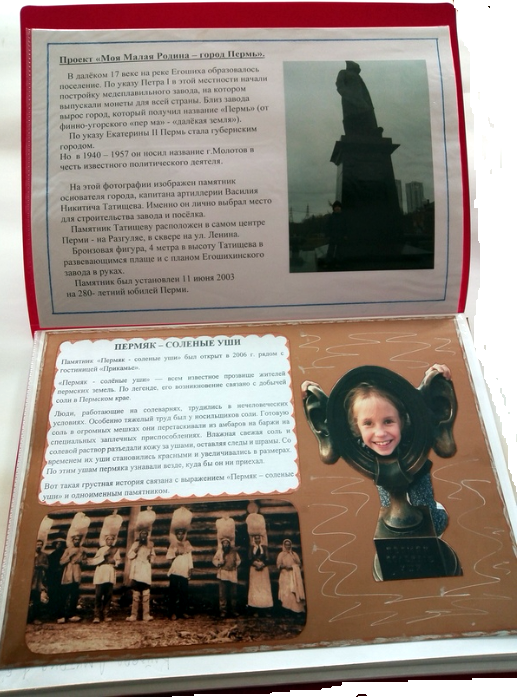 Проект «Моя Малая Родина – город Пермь».
В далёком 17 веке на реке Егошиха образовалось
поселение. По указу Петра I в этой местности начали
постройку медеплавильного завода, на котором
выпускали монеты для всей страны. Близ завода
вырос город, который получил название «Пермь» (от
финно-угорского «пер ма» - «далёкая земля»).
По указу Екатерины II Пермь стала губернским
городом.
Но в 1940 – 1957 он носил название г.Молотов в
честь известного политического деятеля.
На этой фотографии изображен памятник
основателя города, капитана артиллерии Василия
Никитича Татищева. Именно он лично выбрал место
для строительства завода и посёлка.
Памятник Татищеву расположен в самом центре
Перми - на Разгуляе, в сквере на ул. Ленина.
Бронзовая фигура, 4 метра в высоту Татищева в
развевающимся плаще и с планом Егошихинского
завода в руках.
Памятник был установлен 11 июня 2003
на 280- летний юбилей Перми.
ПЕРМЯК – СОЛЕНЫЕ УШИ
Памятник «Пермяк - соленые уши» был открыт в 2006 г. рядом с
гостиницей «Прикамье».
«Пермяк - солёные уши» — всем известное прозвище жителей
пермских земель. По легенде, его возникновение связано с добычей
соли в Пермском крае.
Люди, работающие на солеварнях, трудились в нечеловеческих
условиях. Особенно тяжелый труд был у носильщиков соли. Готовую
соль в огромных мешках они перетаскивали из амбаров на баржи на
специальных заплечных приспособлениях. Влажная свежая соль и
солевой раствор разъедали кожу за ушами, оставляя следы и шрамы. Со
временем их уши становились красными и увеличивались в размерах.
По этим ушам пермяка узнавали везде, куда бы он ни приехал.
Вот такая грустная история связана с выражением «Пермяк – соленые
уши» и одноименным памятником.